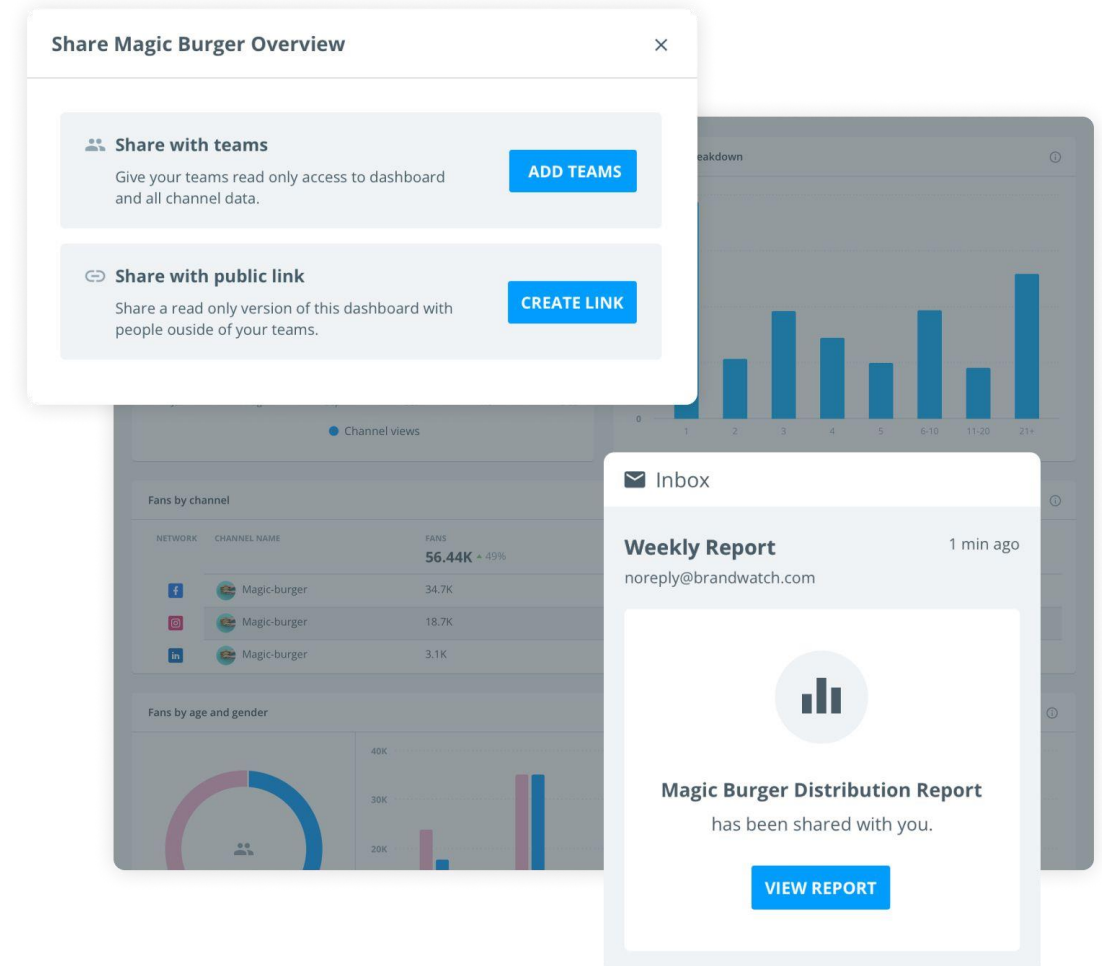 Share Magic Burger Overview
Share with teams
Give your teams read only access to dashboard
and all channel data.
ADD TEAMS
Share with public link
Share a read only version of this dashboard with
people ouside of your teams.
CREATE LINK
0
1 2 3 4 5 6-10 11-20 21+
Channel views
Fans by channel
NETWORK CHANNEL NAME FANS
56.44K 49%
Magic-burger 34.7K
Magic-burger 18.7K
in Magic-burger 3.1K
Fans by age and gender
40K
30K
20K
Inbox
Weekly Report 1 min ago
noreply@brandwatch.com
Magic Burger Distribution Report
has been shared with you.
VIEW REPORT